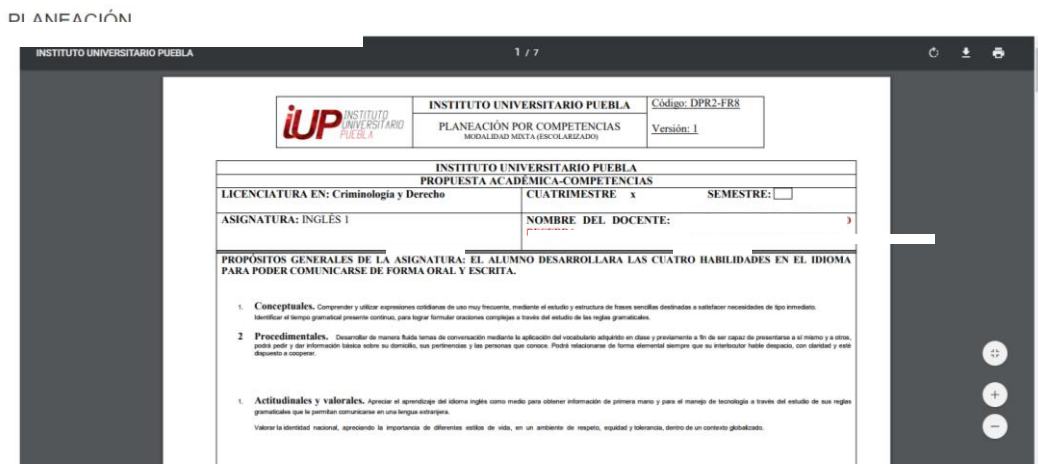 PLANEACIÓN
INSTITUTO UNIVERSITARIO PUEBLA
1 / 7
iUP INSTITUTO
UNIVERSITARIO
PUEBLA
INSTITUTO UNIVERSITARIO PUEBLA
PLANEACIÓN POR COMPETENCIAS
MODALIDAD MIXTA (ESCOLARIZADO)
Código: DPR2-FR8
Versión: 1
INSTITUTO UNIVERSITARIO PUEBLA
PROPUESTA ACADÉMICA-COMPETENCIAS
LICENCIATURA EN: Criminología y Derecho
CUATRIMESTRE x SEMESTRE:
ASIGNATURA: INGLÉS 1
NOMBRE DEL DOCENTE:
PROPÓSITOS GENERALES DE LA ASIGNATURA: EL ALUMNO DESARROLLARA LAS CUATRO HABILIDADES EN EL IDIOMA
PARA PODER COMUNICARSE DE FORMA ORAL Y ESCRITA.
1. Conceptuales. Comprender y utilizar expresiones cotidianas de uso muy frecuente, mediante el estudio y estructura de frases sencillas destinadas a satisfacer necesidades de tipo inmediato.
Identificar el tiempo gramatical presente continuo, para lograr formular oraciones complejas a través del estudio de las reglas gramaticales.
2 Procedimentales. Desarrollar de manera fluida temas de conversación mediante la aplicación del vocabulario adquirido en clase y previamente a fin de ser capaz de presentarse a sí mismo y a otros,
podrá pedir y dar información básica sobre su domicilio, sus pertinencias y las personas que conoce. Podrá relacionarse de forma elemental siempre que su interlocutor hable despacio, con claridad y esté
dispuesto a cooperar.
1. Actitudinales y valorales. Apreciar el aprendizaje del idioma inglés como medio para obtener información de primera mano y para el manejo de tecnología a través del estudio de sus reglas
gramaticales que le permitan comunicarse en una lengua extranjera.
Valorar la identidad nacional, apreciando la importancia de diferentes estilos de vida, en un ambiente de respeto, equidad y tolerancia, dentro de un contexto globalizado.